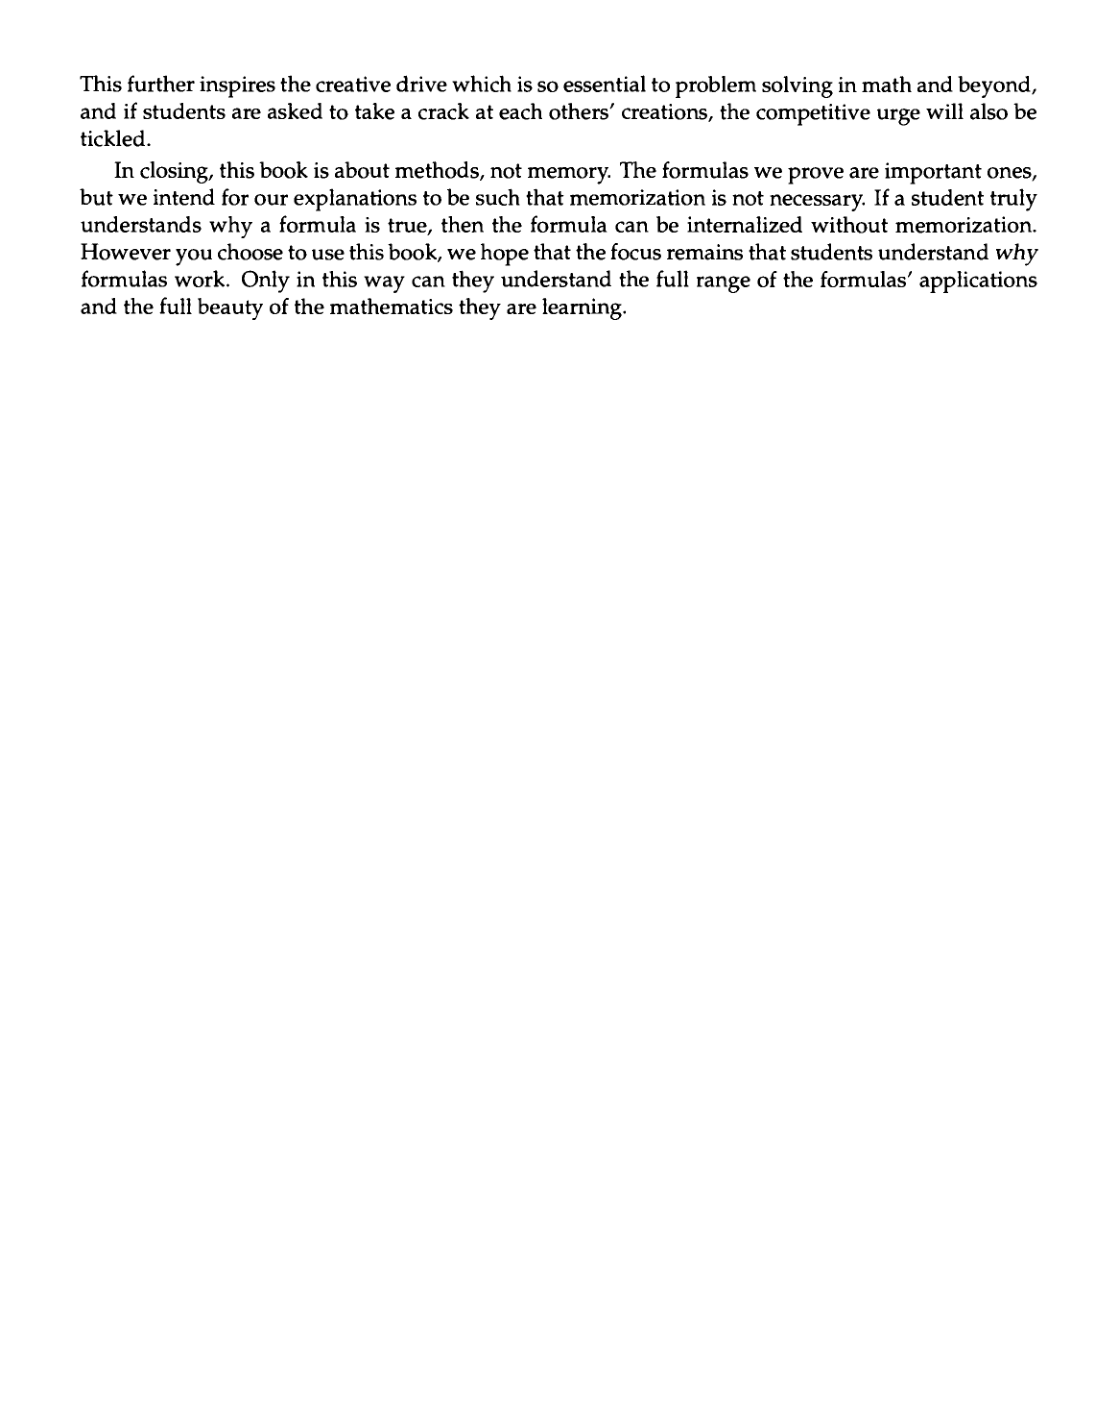 This further inspires the creative drive which is so essential to problem solving in math and beyond,
and if students are asked to take a crack at each others' creations, the competitive urge will also be
tickled.
In closing, this book is about methods, not memory. The formulas we prove are important ones,
but we intend for our explanations to be such that memorization is not necessary. If a student truly
understands why a formula is true, then the formula can be internalized without memorization.
However you choose to use this book, we hope that the focus remains that students understand why
formulas work. Only in this way can they understand the full range of the formulas' applications
and the full beauty of the mathematics they are learning.